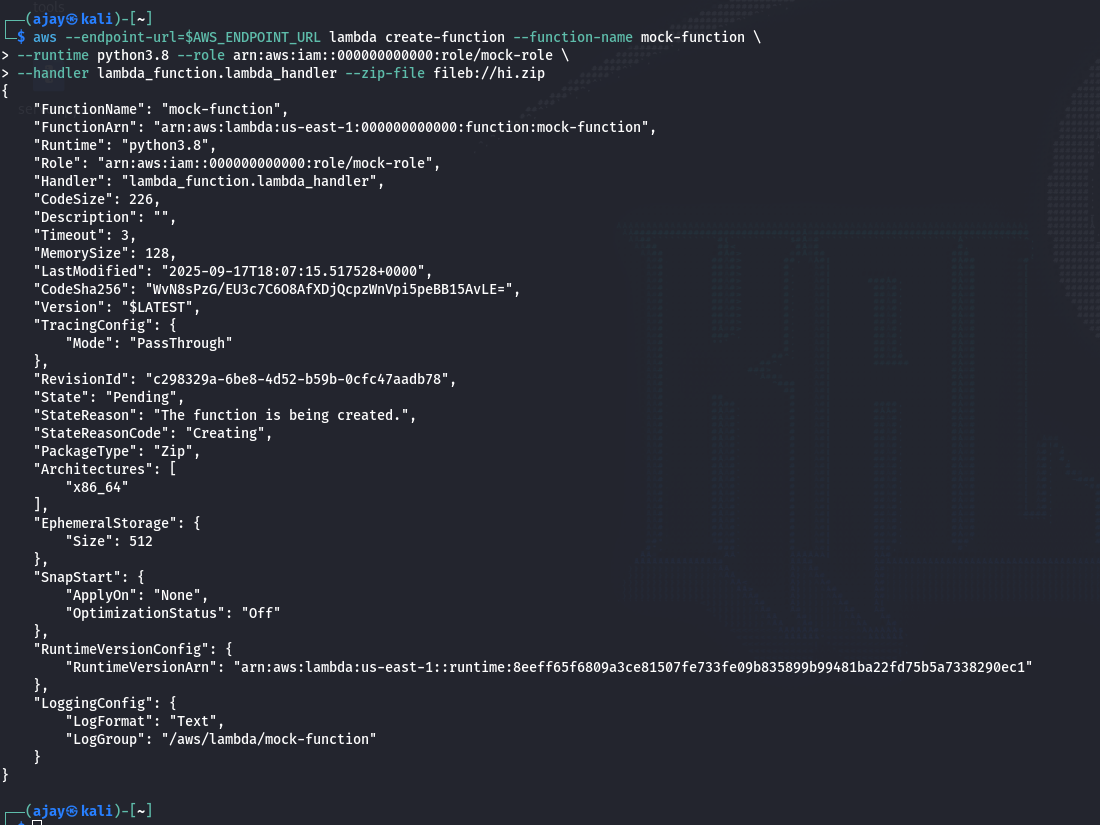 tools
┌──(ajay㉿kali)-[~]
└─$ aws --endpoint-url=$AWS_ENDPOINT_URL lambda create-function --function-name mock-function \
> --runtime python3.8 --role arn:aws:iam::000000000000:role/mock-role \
> --handler lambda_function.lambda_handler --zip-file fileb://hi.zip
{
    "FunctionName": "mock-function",
    "FunctionArn": "arn:aws:lambda:us-east-1:000000000000:function:mock-function",
    "Runtime": "python3.8",
    "Role": "arn:aws:iam::000000000000:role/mock-role",
    "Handler": "lambda_function.lambda_handler",
    "CodeSize": 226,
    "Description": "",
    "Timeout": 3,
    "MemorySize": 128,
    "LastModified": "2025-09-17T18:07:15.517528+0000",
    "CodeSha256": "WvN8sPzG/EU3c7C6O8AfXDjQcpzWnVpi5peBB15AvLE=",
    "Version": "$LATEST",
    "TracingConfig": {
        "Mode": "PassThrough"
    },
    "RevisionId": "c298329a-6be8-4d52-b59b-0cfc47aadb78",
    "State": "Pending",
    "StateReason": "The function is being created.",
    "StateReasonCode": "Creating",
    "PackageType": "Zip",
    "Architectures": [
        "x86_64"
    ],
    "EphemeralStorage": {
        "Size": 512
    },
    "SnapStart": {
        "ApplyOn": "None",
        "OptimizationStatus": "Off"
    },
    "RuntimeVersionConfig": {
        "RuntimeVersionArn": "arn:aws:lambda:us-east-1::runtime:8eeff65f6809a3ce81507fe733fe09b835899b99481ba22fd75b5a7338290ec1"
    },
    "LoggingConfig": {
        "LogFormat": "Text",
        "LogGroup": "/aws/lambda/mock-function"
    }
}
┌──(ajay㉿kali)-[~]
└─$